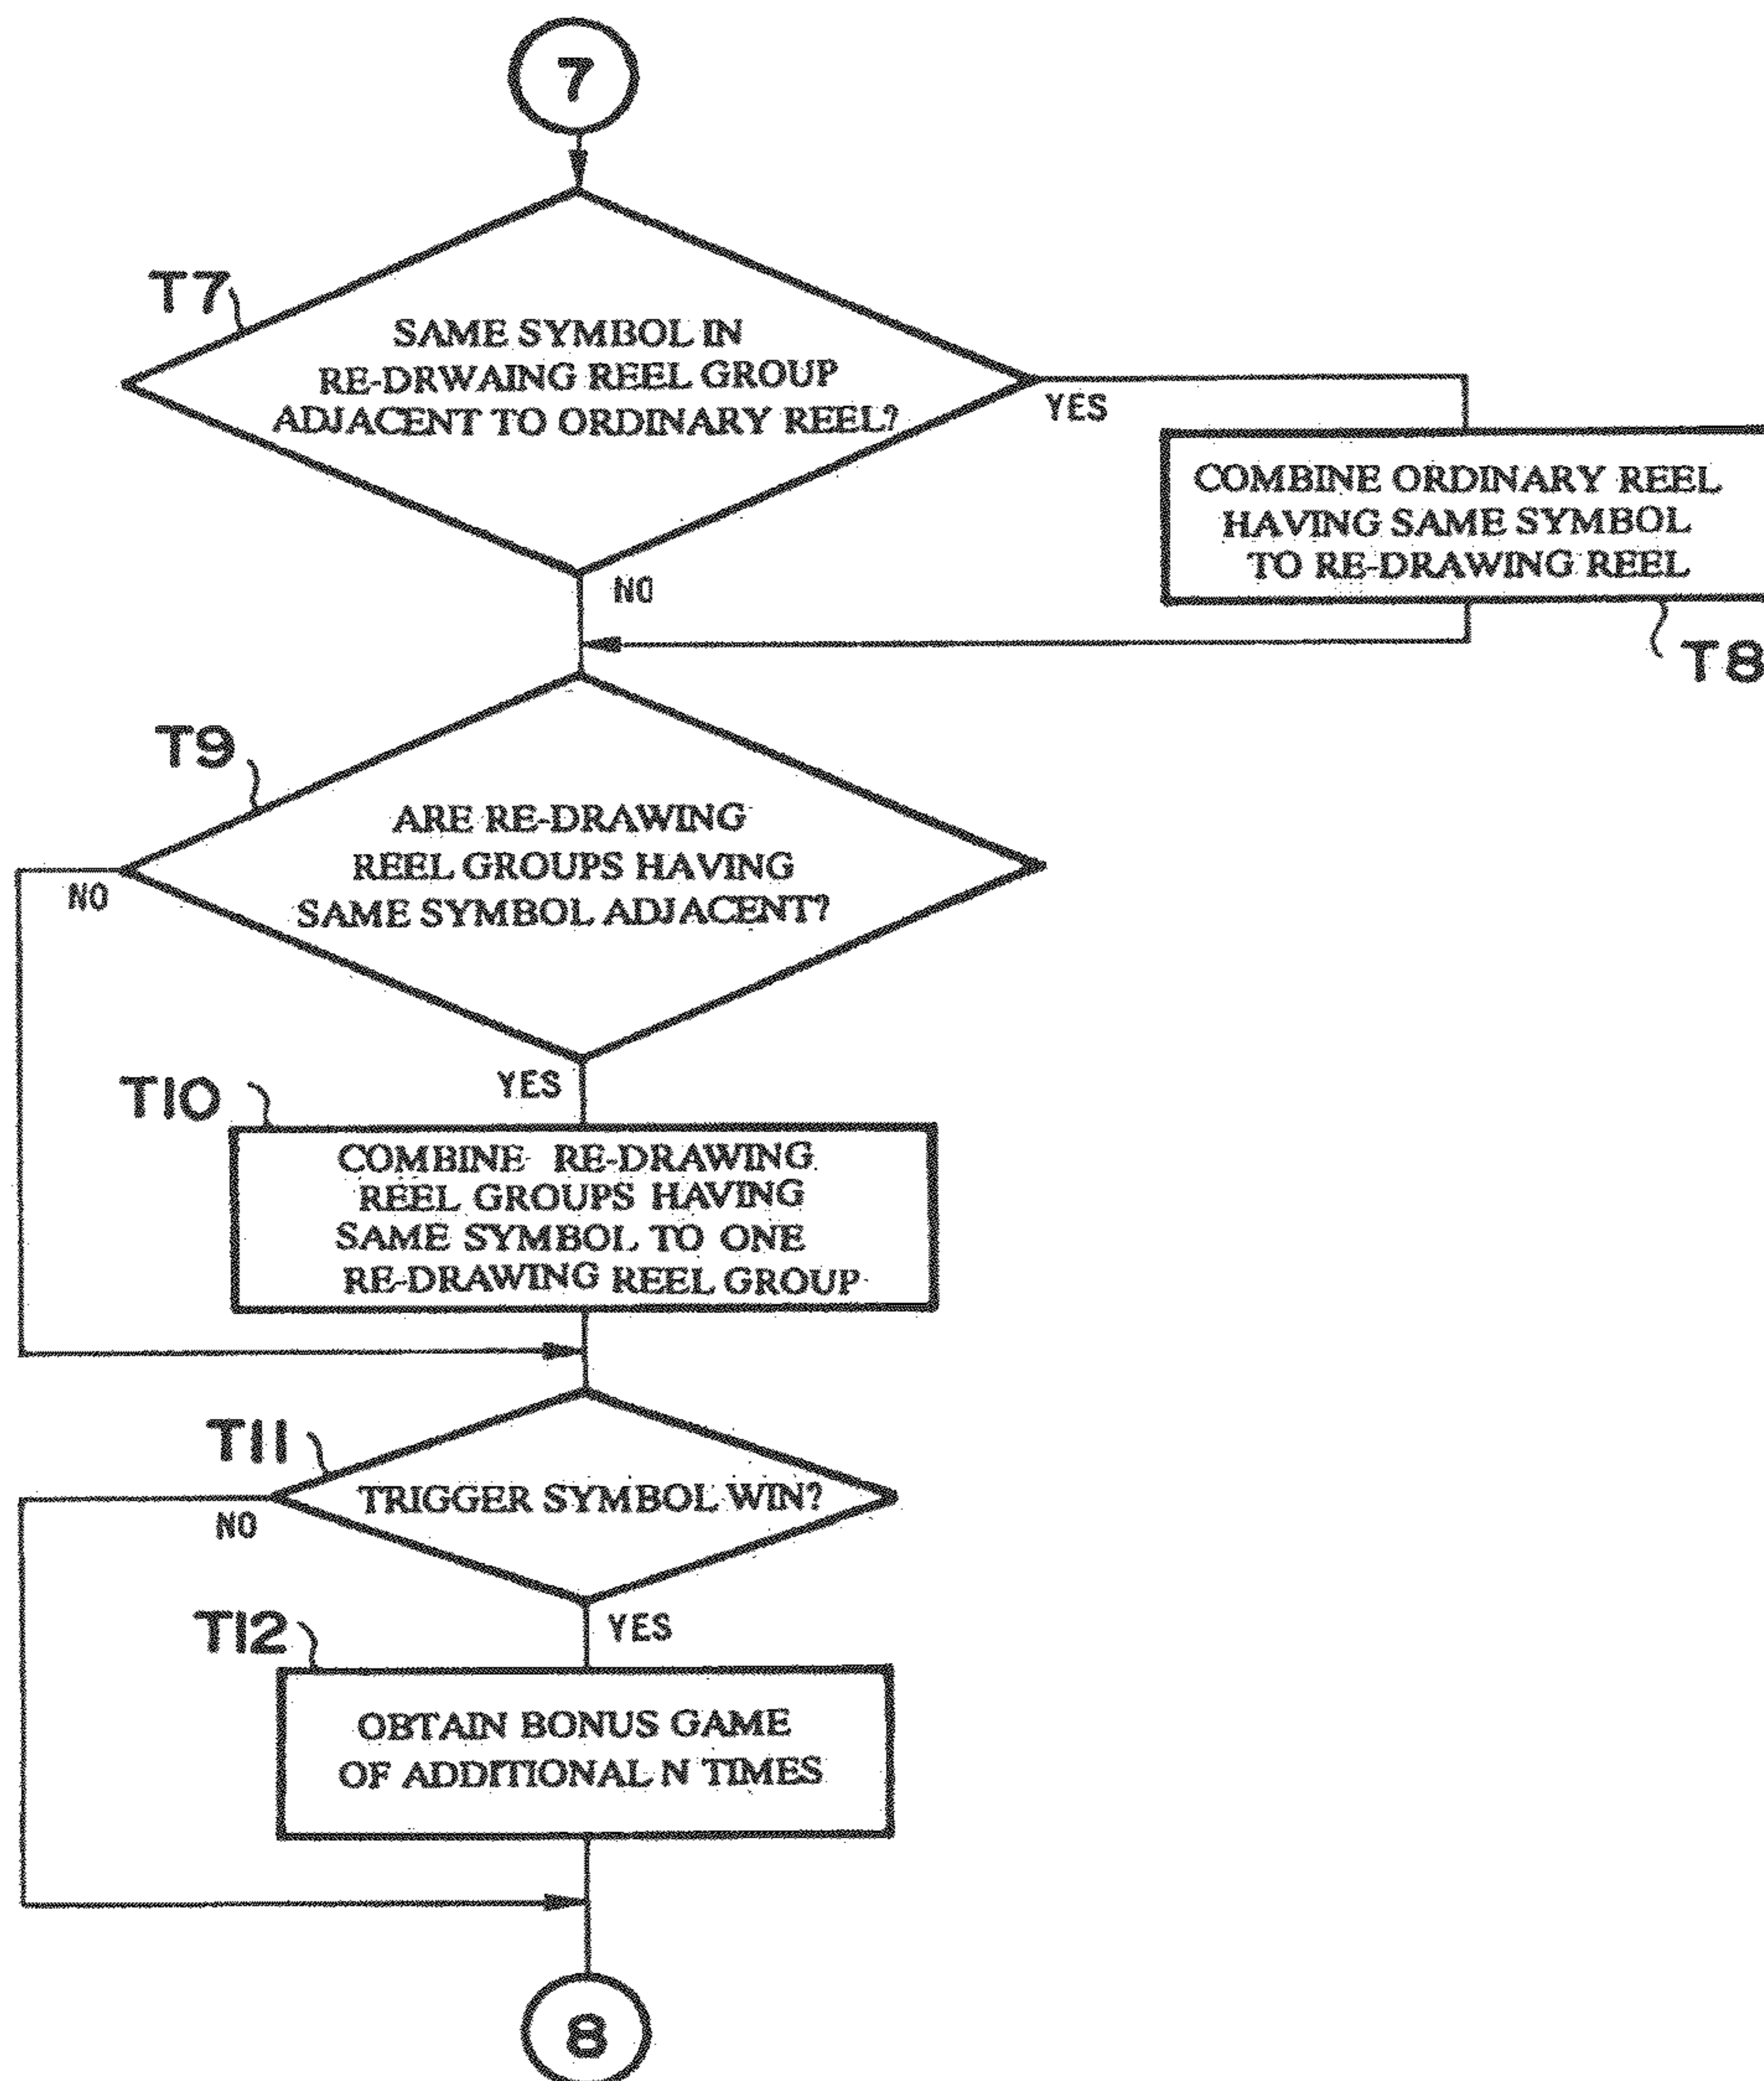 7
T7
SAME SYMBOL IN
RE-DRWAING REEL GROUP
ADJACENT TO ORDINARY REEL?
YES
COMBINE ORDINARY REEL
HAVING SAME SYMBOL
TO RE-DRAWING REEL
T8
NO
T9
ARE RE-DRAWING
REEL GROUPS HAVING
SAME SYMBOL ADJACENT?
NO
YES
T10
COMBINE RE-DRAWING
REEL GROUPS HAVING
SAME SYMBOL TO ONE
RE-DRAWING REEL GROUP
T11
TRIGGER SYMBOL WIN?
NO
YES
T12
OBTAIN BONUS GAME
OF ADDITIONAL N TIMES
8